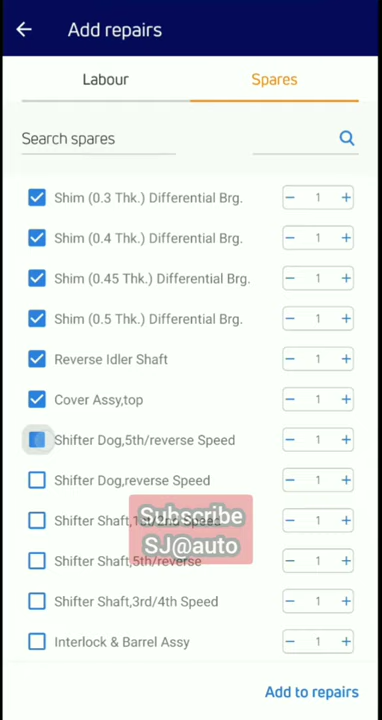 Add repairs
Labour Spares
Search spares
Shim (0.3 Thk.) Differential Brg. − 1 +
Shim (0.4 Thk.) Differential Brg. − 1 +
Shim (0.45 Thk.) Differential Brg. − 1 +
Shim (0.5 Thk.) Differential Brg. − 1 +
Reverse Idler Shaft − 1 +
Cover Assy,top − 1 +
Shifter Dog,5th/reverse Speed − 1 +
Shifter Dog,reverse Speed − 1 +
Shifter Shaft,1st/2nd Speed − 1 +
Shifter Shaft,5th/reverse − 1 +
Shifter Shaft,3rd/4th Speed − 1 +
Interlock & Barrel Assy − 1 +
Subscribe
SJ@auto
Add to repairs